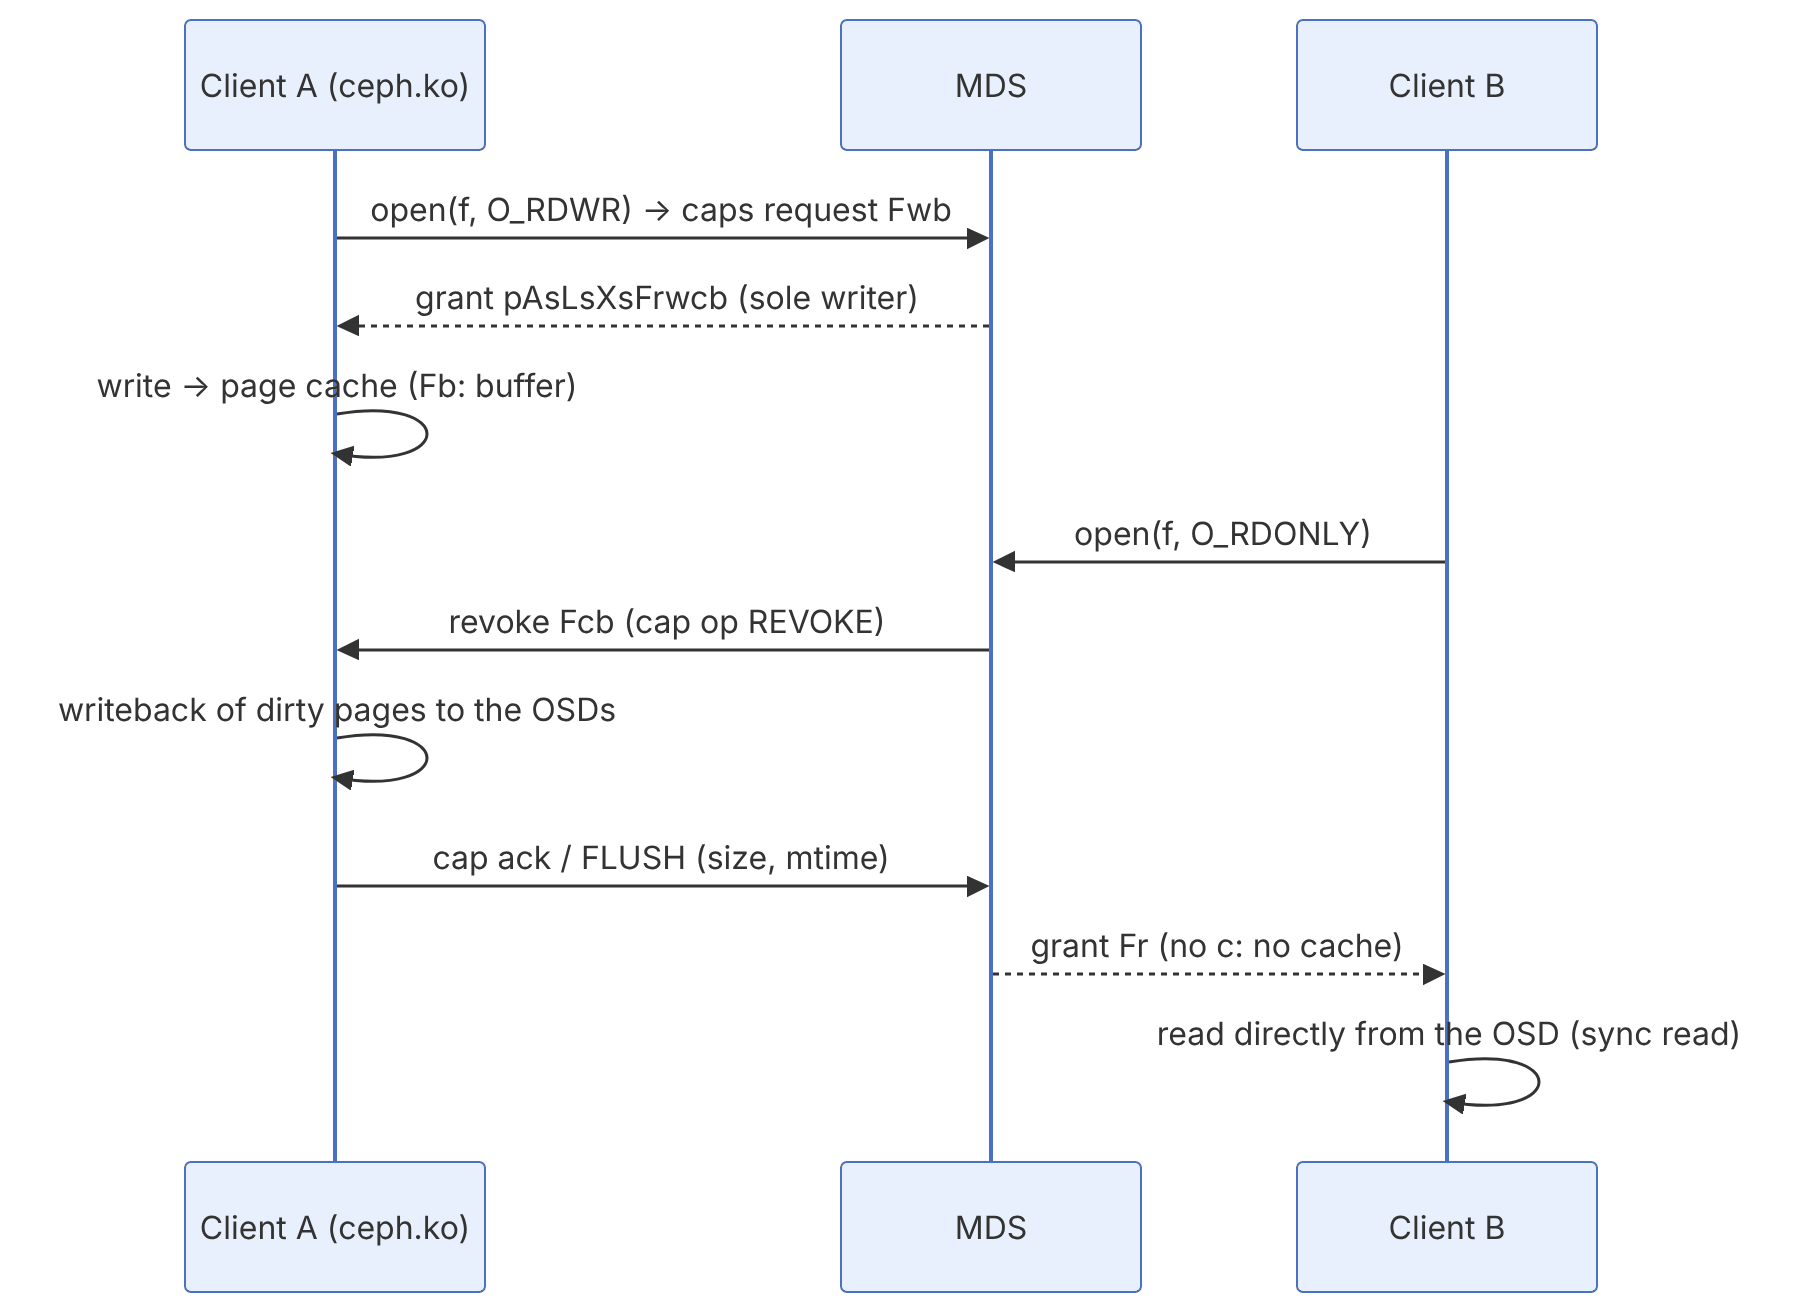 Client A (ceph.ko)
MDS
Client B
open(f, O_RDWR) → caps request Fwb
grant pAsLsXsFrwcb (sole writer)
write → page cache (Fb: buffer)
open(f, O_RDONLY)
revoke Fcb (cap op REVOKE)
writeback of dirty pages to the OSDs
cap ack / FLUSH (size, mtime)
grant Fr (no c: no cache)
read directly from the OSD (sync read)
Client A (ceph.ko)
MDS
Client B